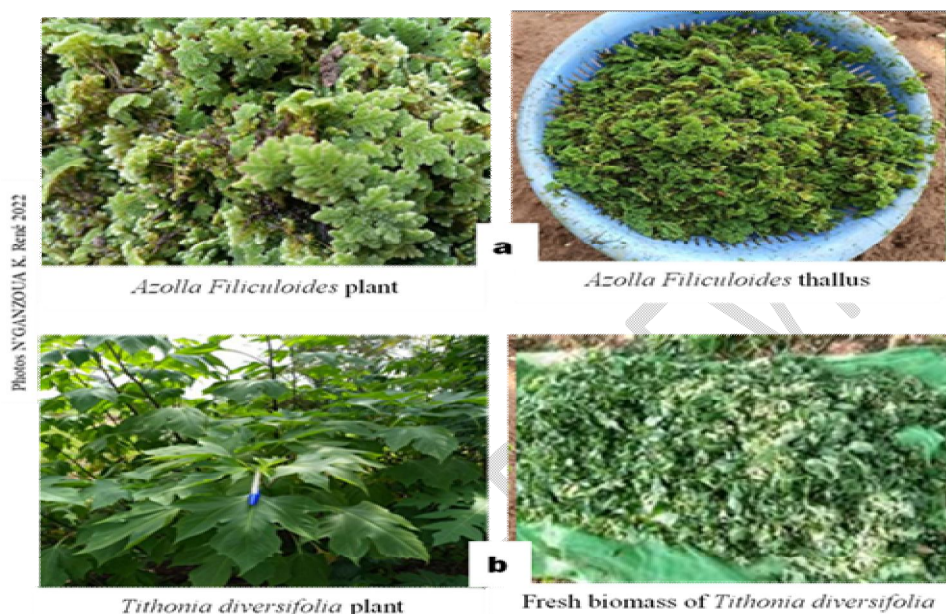 Photos N'GANZOUA K. René 2022
a
Azolla Filiculoides plant
Azolla Filiculoides thallus
b
Tithonia diversifolia plant
Fresh biomass of Tithonia diversifolia